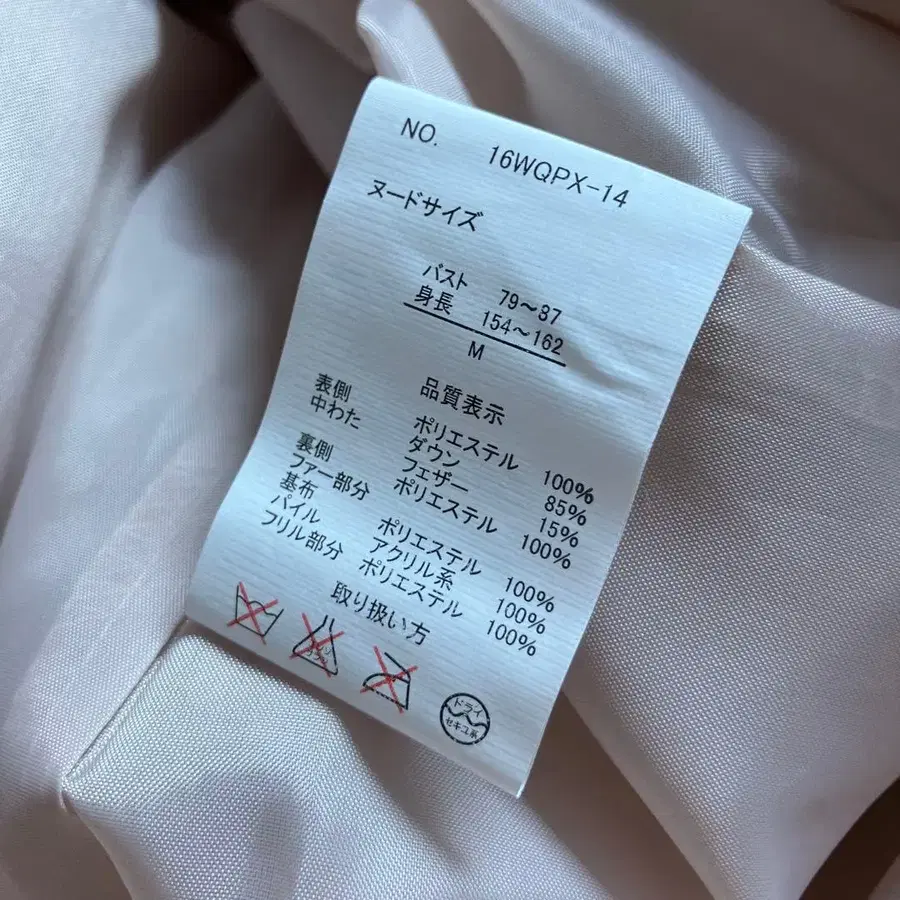 NO. 16WQPX-14
ヌードサイズ
バスト 79～87
身長 154～162
M
品質表示
表側 ポリエステル 100%
中わた ダウン 85%
フェザー 15%
裏側 ポリエステル 100%
ファー部分
基布 ポリエステル 100%
パイル アクリル系 100%
フリル部分 ポリエステル 100%
取り扱い方
ドライ
セキユ系